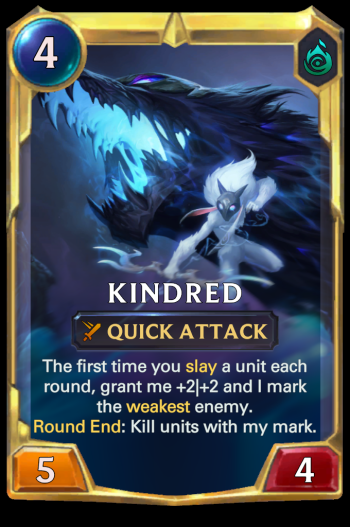 4
KINDRED
QUICK ATTACK
The first time you slay a unit each
round, grant me +2|+2 and I mark
the weakest enemy.
Round End: Kill units with my mark.
5
4